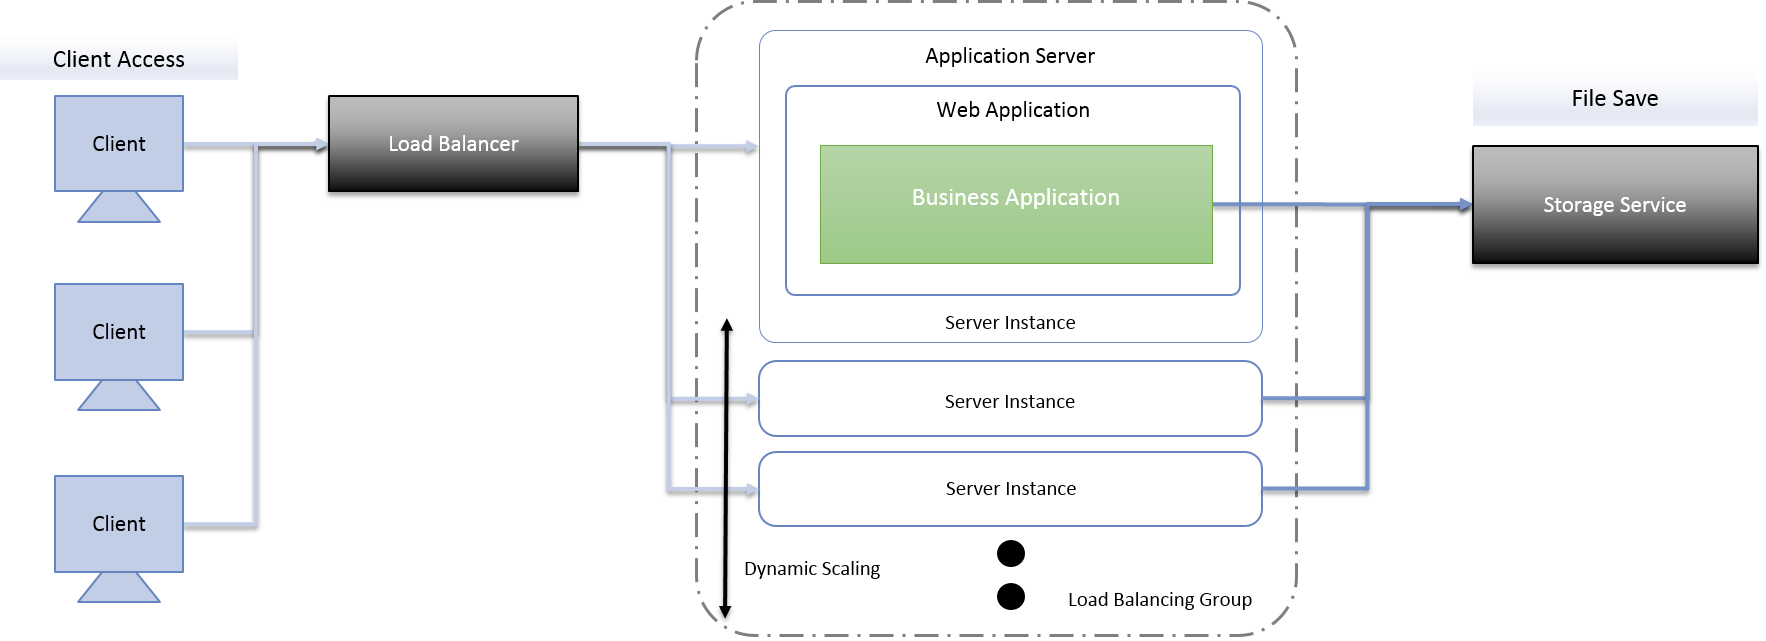 Client Access
Client
Client
Client
Load Balancer
Application Server
Web Application
Business Application
Server Instance
Server Instance
Server Instance
Dynamic Scaling
Load Balancing Group
File Save
Storage Service